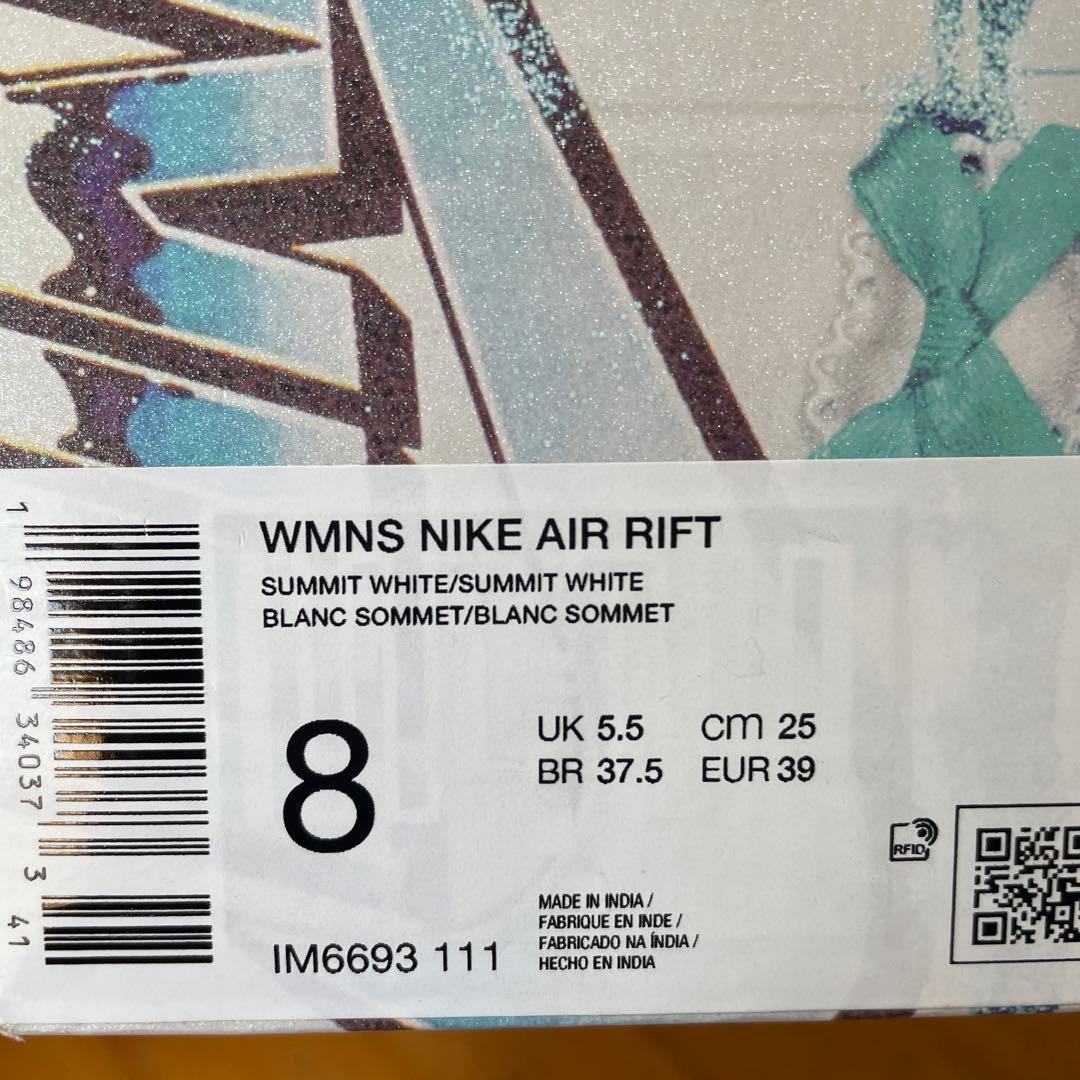 WMNS NIKE AIR RIFT
SUMMIT WHITE/SUMMIT WHITE
BLANC SOMMET/BLANC SOMMET
8
UK 5.5 cm 25
BR 37.5 EUR 39
RFID
IM6693 111
MADE IN INDIA /
FABRIQUE EN INDE /
FABRICADO NA ÍNDIA /
HECHO EN INDIA
1 98486 34037 3 41